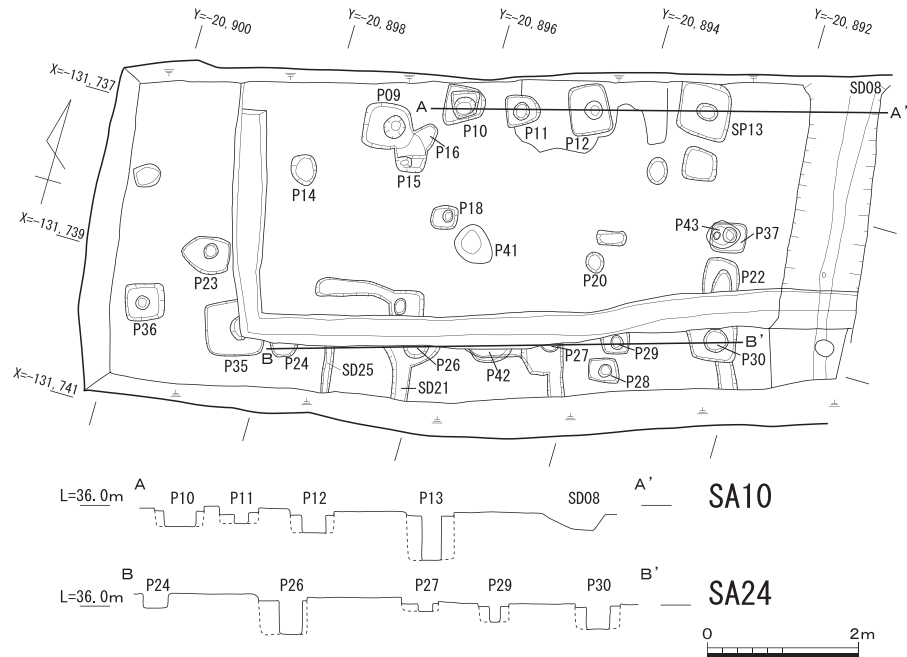 Y=-20,900
Y=-20,898
Y=-20,896
Y=-20,894
Y=-20,892
X=-131,737
X=-131,739
X=-131,741
SD08
P09
A
P10
P11
P12
SP13
A'
P16
P15
P14
P18
P41
P43
P37
P20
P22
P23
P36
P35
B
P24
SD25
SD21
P26
P42
P27
P29
P28
B'
P30
A
P10
P11
P12
P13
SD08
A'
SA10
L=36.0m
B
P24
P26
P27
P29
P30
B'
SA24
L=36.0m
0
2m